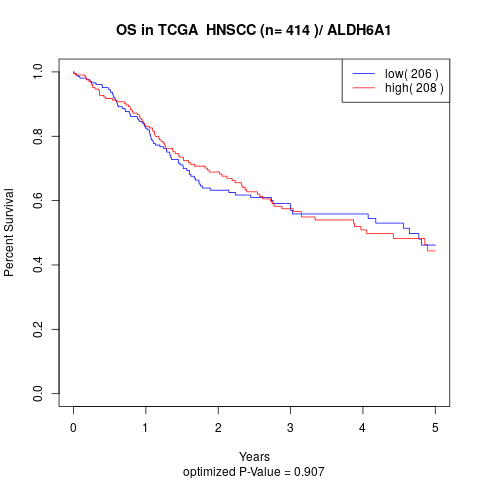 OS in TCGA  HNSCC (n= 414 )/ ALDH6A1
low( 206 )
high( 208 )
Percent Survival
1.0
0.8
0.6
0.4
0.2
0.0
0 1 2 3 4 5
Years
optimized P-Value = 0.907